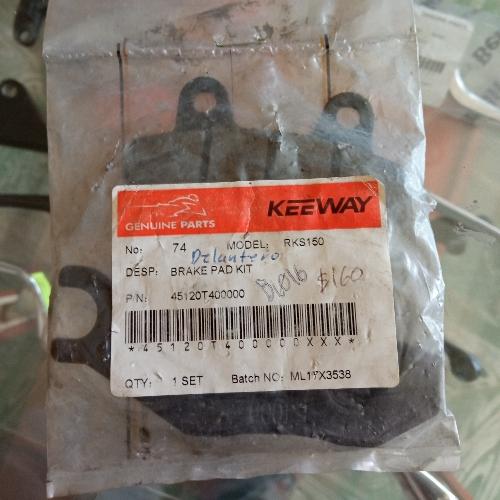 GENUINE PARTS
KEEWAY
No: 74 MODEL: RKS150
Delantero
DESP: BRAKE PAD KIT
P/N: 45120T400000
$160
*45120T400000XXX*
QTY: 1 SET Batch NO: